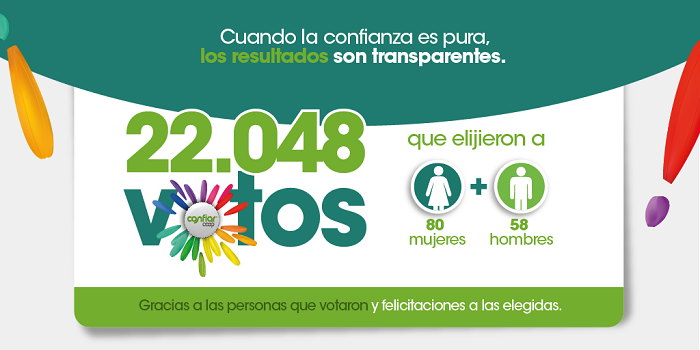 Cuando la confianza es pura,
los resultados son transparentes.
22.048
votos
confiar
coop
que elijieron a
80
mujeres
+
58
hombres
Gracias a las personas que votaron y felicitaciones a las elegidas.